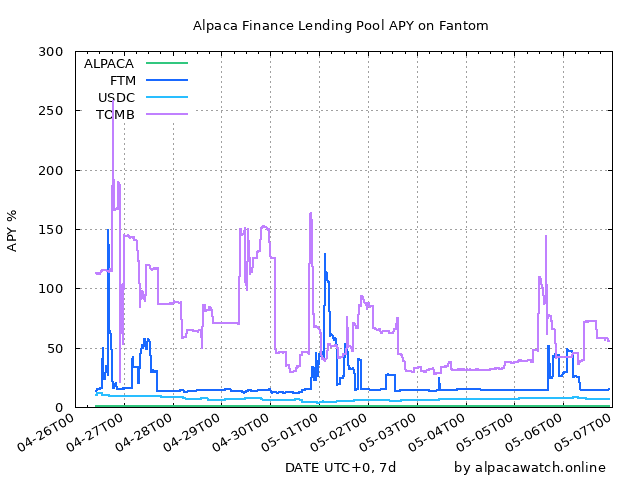 Alpaca Finance Lending Pool APY on Fantom
300
250
200
150
100
50
0
APY %
ALPACA
FTM
USDC
TOMB
04-26T00
04-27T00
04-28T00
04-29T00
04-30T00
05-01T00
05-02T00
05-03T00
05-04T00
05-05T00
05-06T00
05-07T00
DATE UTC+0, 7d
by alpacawatch.online